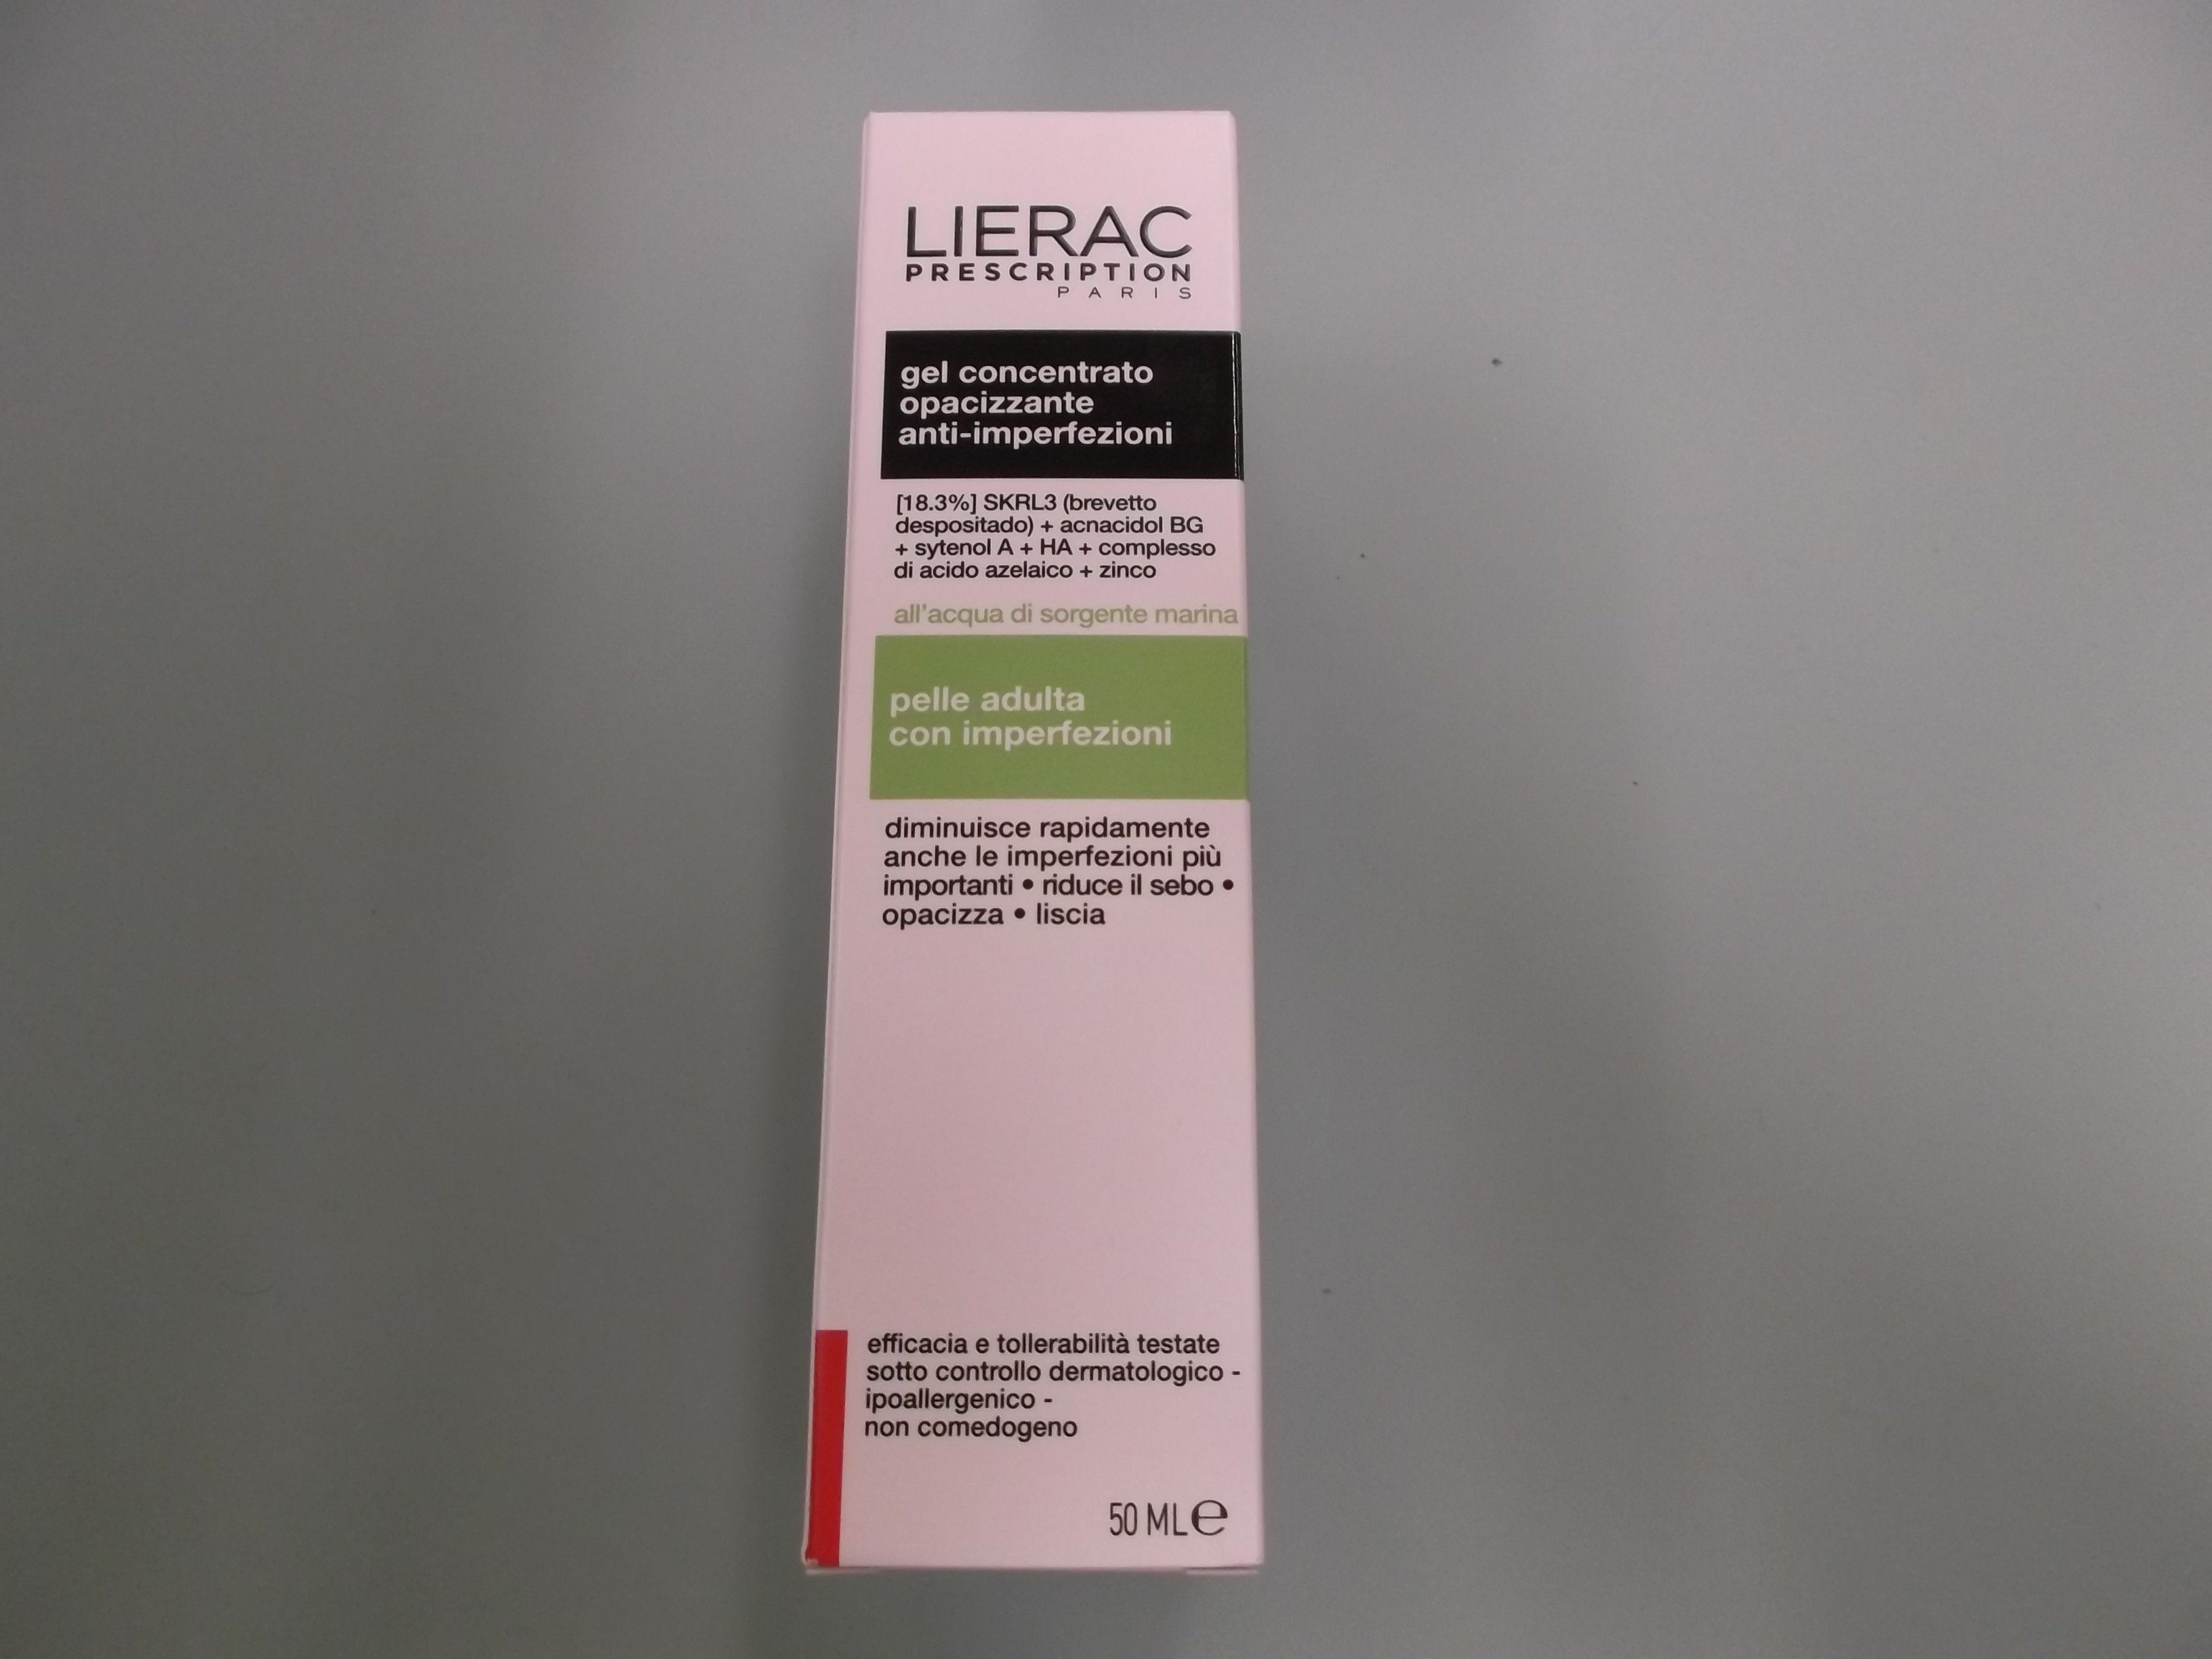 LIERAC
PRESCRIPTION
PARIS
gel concentrato
opacizzante
anti-imperfezioni
[18.3%] SKRL3 (brevetto
despositado) + acnacidol BG
+ sytenol A + HA + complesso
di acido azelaico + zinco
all'acqua di sorgente marina
pelle adulta
con imperfezioni
diminuisce rapidamente
anche le imperfezioni più
importanti • riduce il sebo •
opacizza • liscia
efficacia e tollerabilità testate
sotto controllo dermatologico -
ipoallergenico -
non comedogeno
50 ML℮